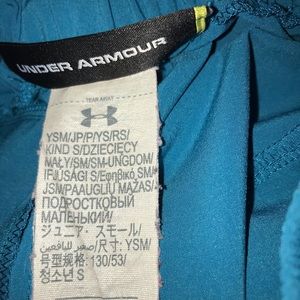 UNDER ARMOUR
TEAR AWAY
YSM/JP/P/YS/RS/
KIND S/DZIECIĘCY
MAŁY/SM/SM-UNGDOM/
IFJÚSÁGI S/Εφηβικό SM/
JSM/PAAUGLIŲ MAŽAS/
ПОДРОСТКОВЫЙ
МАЛЕНЬКИЙ/
ジュニア・スモール/
صغير لليافعين/尺寸: YSM/
号型规格: 130/53/
청소년 S